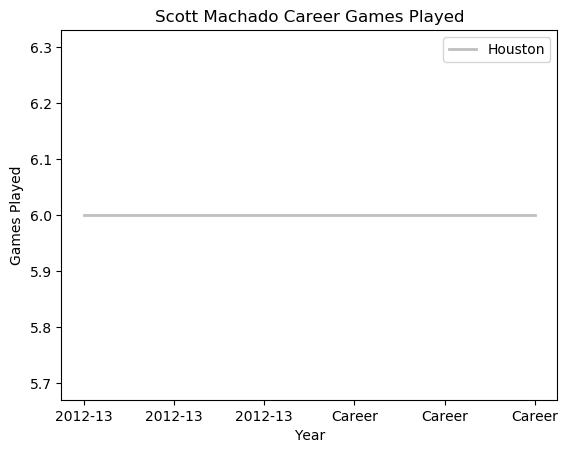 Scott Machado Career Games Played
Houston
6.3
6.2
6.1
6.0
5.9
5.8
5.7
Games Played
2012-13 2012-13 2012-13 Career Career Career
Year